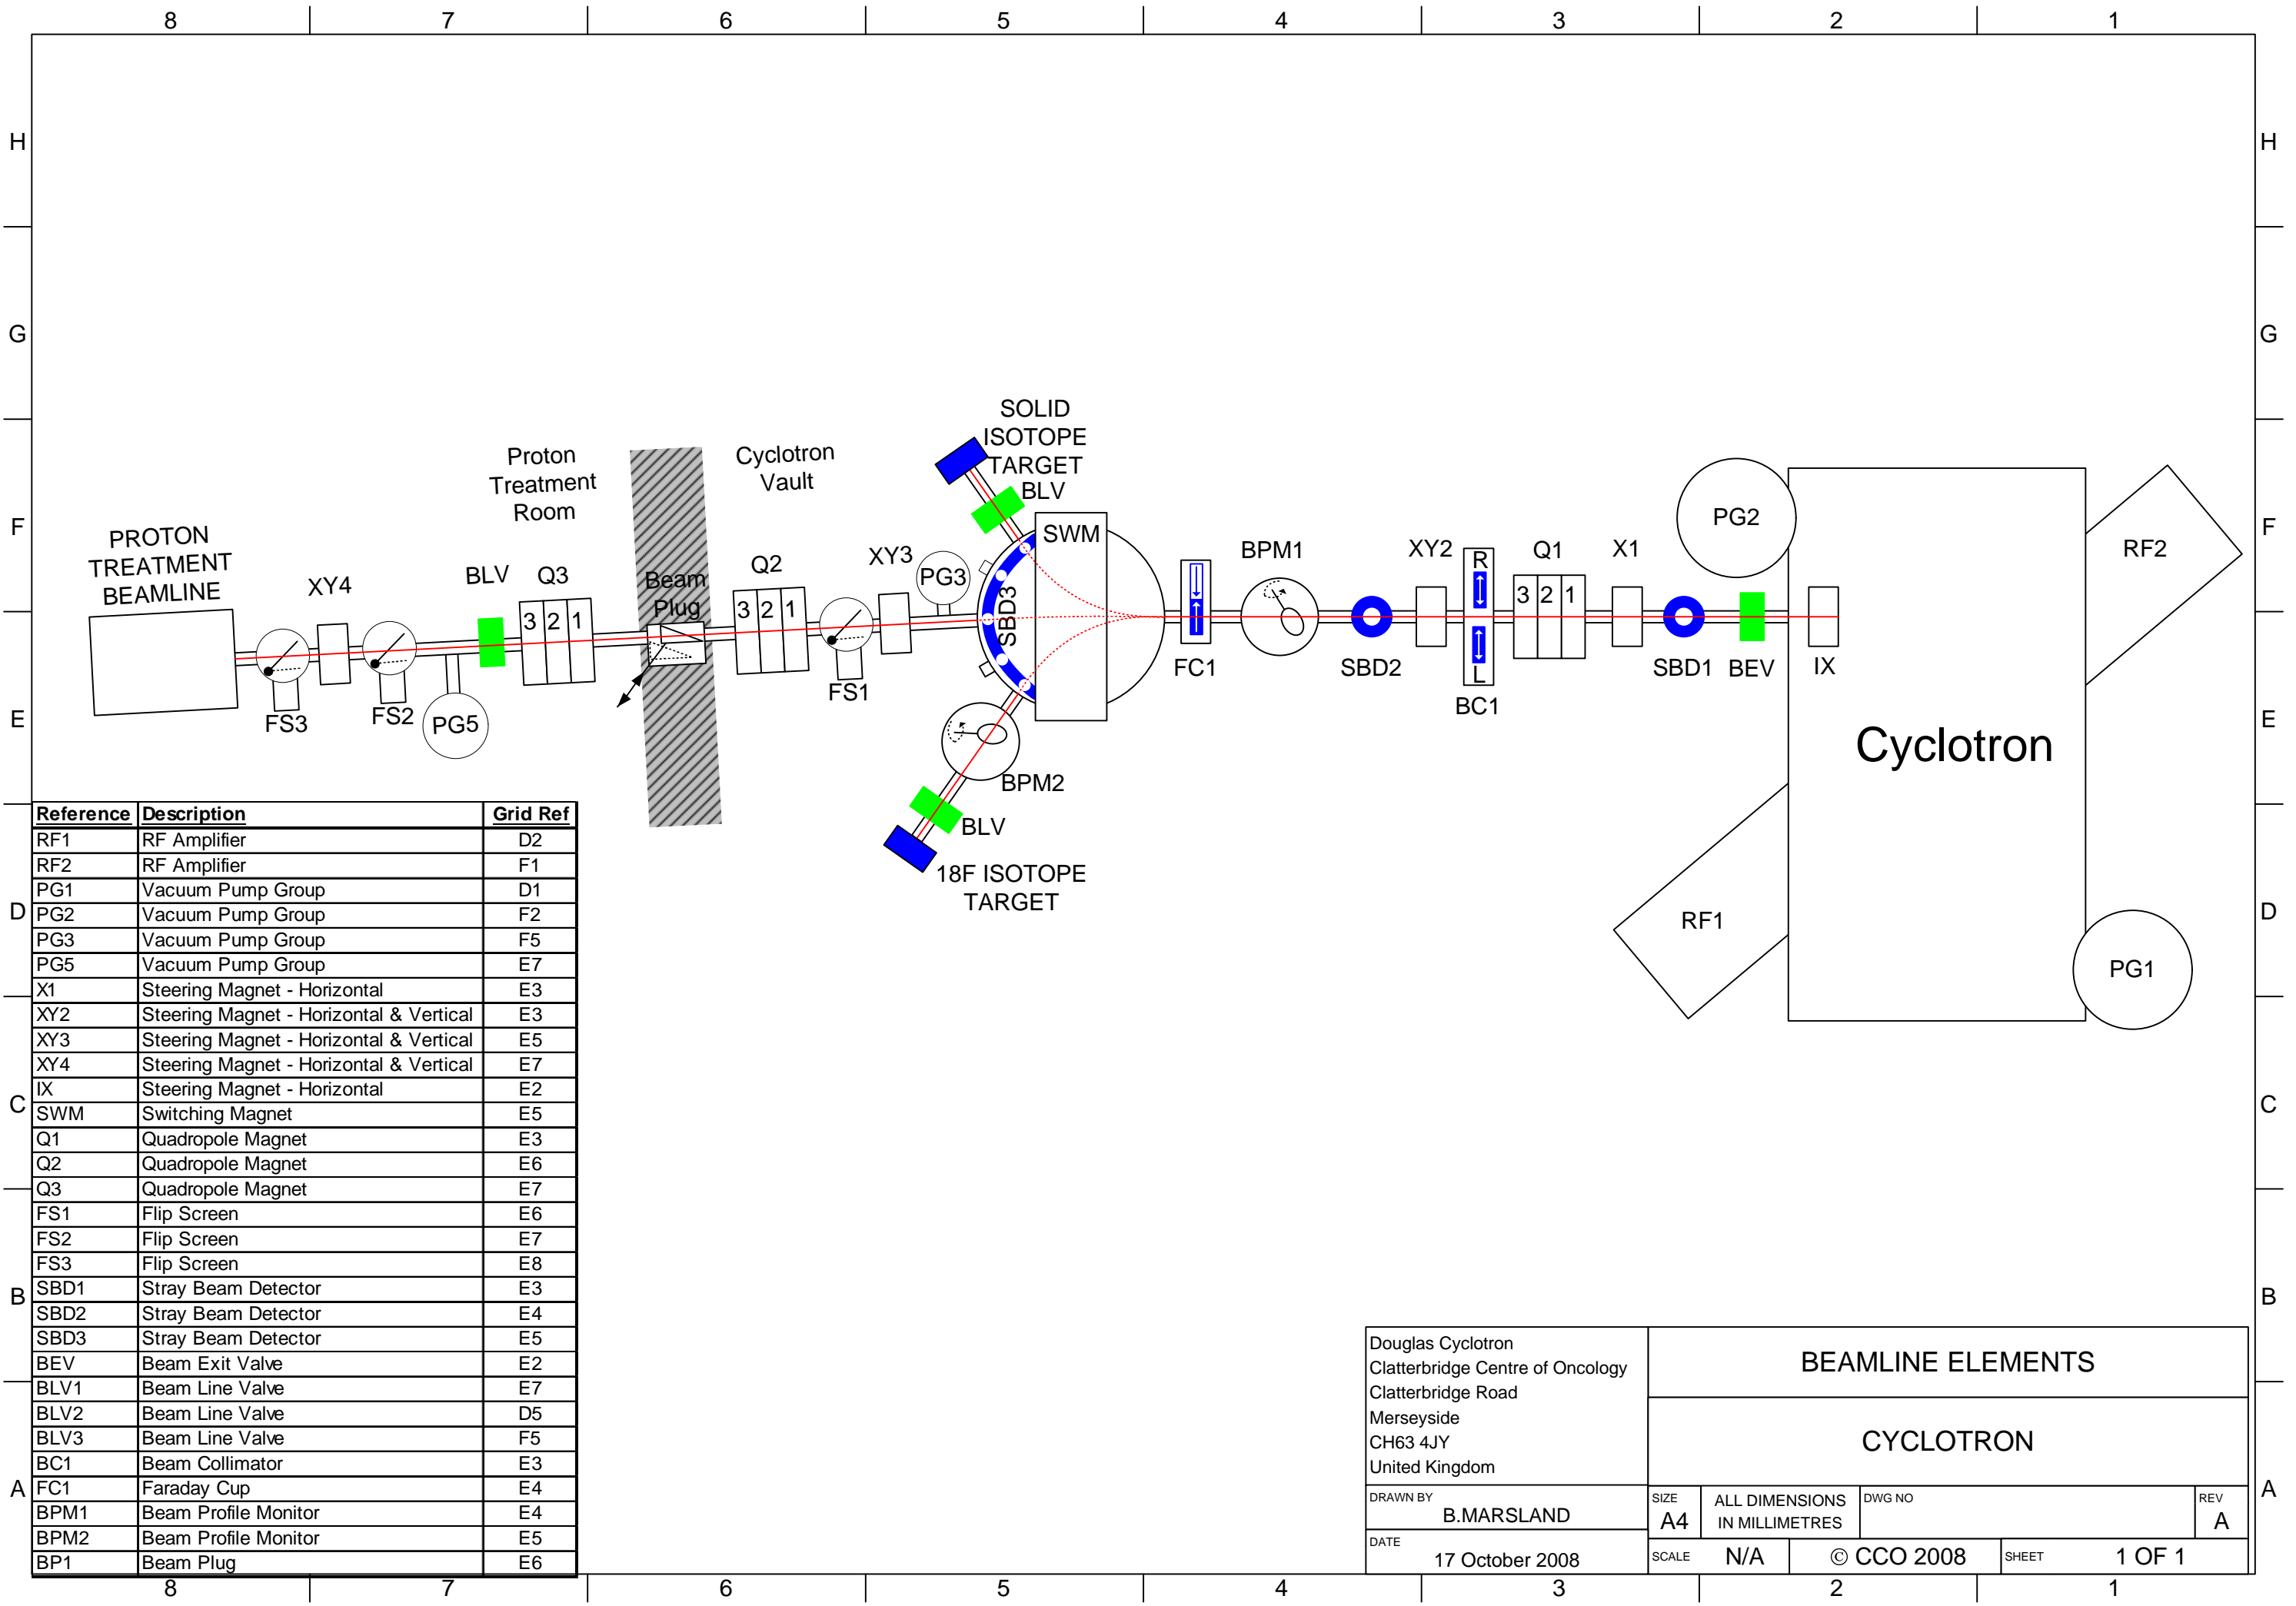 8 7 6 5 4 3 2 1
H H
G G
SOLID
ISOTOPE
TARGET
BLV
Proton
Treatment
Room
Cyclotron
Vault
F F
PROTON
TREATMENT
BEAMLINE
XY4
BLV
Q3
Beam
Plug
Q2
XY3
PG3
SWM
SBD3
BPM1
XY2
R
Q1
X1
PG2
RF2
3 2 1
3 2 1
3 2 1
FS3
FS2
PG5
FS1
FC1
SBD2
L
BC1
SBD1
BEV
IX
E E
Cyclotron
BPM2
BLV
18F ISOTOPE
TARGET
RF1
PG1
D D
C C
B B
A A
Reference Description Grid Ref
RF1 RF Amplifier D2
RF2 RF Amplifier F1
PG1 Vacuum Pump Group D1
PG2 Vacuum Pump Group F2
PG3 Vacuum Pump Group F5
PG5 Vacuum Pump Group E7
X1 Steering Magnet - Horizontal E3
XY2 Steering Magnet - Horizontal & Vertical E3
XY3 Steering Magnet - Horizontal & Vertical E5
XY4 Steering Magnet - Horizontal & Vertical E7
IX Steering Magnet - Horizontal E2
SWM Switching Magnet E5
Q1 Quadropole Magnet E3
Q2 Quadropole Magnet E6
Q3 Quadropole Magnet E7
FS1 Flip Screen E6
FS2 Flip Screen E7
FS3 Flip Screen E8
SBD1 Stray Beam Detector E3
SBD2 Stray Beam Detector E4
SBD3 Stray Beam Detector E5
BEV Beam Exit Valve E2
BLV1 Beam Line Valve E7
BLV2 Beam Line Valve D5
BLV3 Beam Line Valve F5
BC1 Beam Collimator E3
FC1 Faraday Cup E4
BPM1 Beam Profile Monitor E4
BPM2 Beam Profile Monitor E5
BP1 Beam Plug E6
Douglas Cyclotron
Clatterbridge Centre of Oncology
Clatterbridge Road
Merseyside
CH63 4JY
United Kingdom
BEAMLINE ELEMENTS
CYCLOTRON
DRAWN BY
B.MARSLAND
DATE
17 October 2008
SIZE
A4
ALL DIMENSIONS
IN MILLIMETRES
DWG NO
REV
A
SCALE N/A
© CCO 2008
SHEET 1 OF 1
8 7 6 5 4 3 2 1